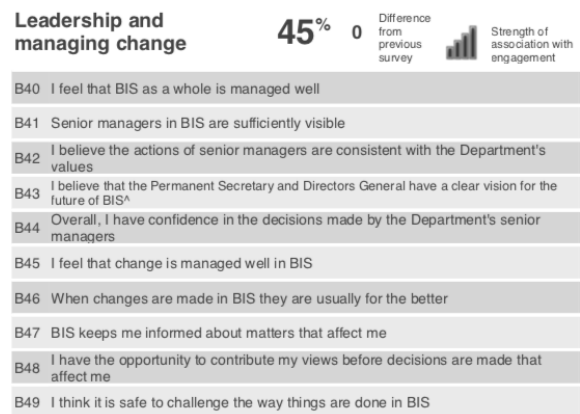 Leadership and
managing change
45%
0
Difference
from
previous
survey
Strength of
association with
engagement
B40 I feel that BIS as a whole is managed well
B41 Senior managers in BIS are sufficiently visible
B42 I believe the actions of senior managers are consistent with the Department's
values
B43 I believe that the Permanent Secretary and Directors General have a clear vision for the
future of BIS^
B44 Overall, I have confidence in the decisions made by the Department's senior
managers
B45 I feel that change is managed well in BIS
B46 When changes are made in BIS they are usually for the better
B47 BIS keeps me informed about matters that affect me
B48 I have the opportunity to contribute my views before decisions are made that
affect me
B49 I think it is safe to challenge the way things are done in BIS